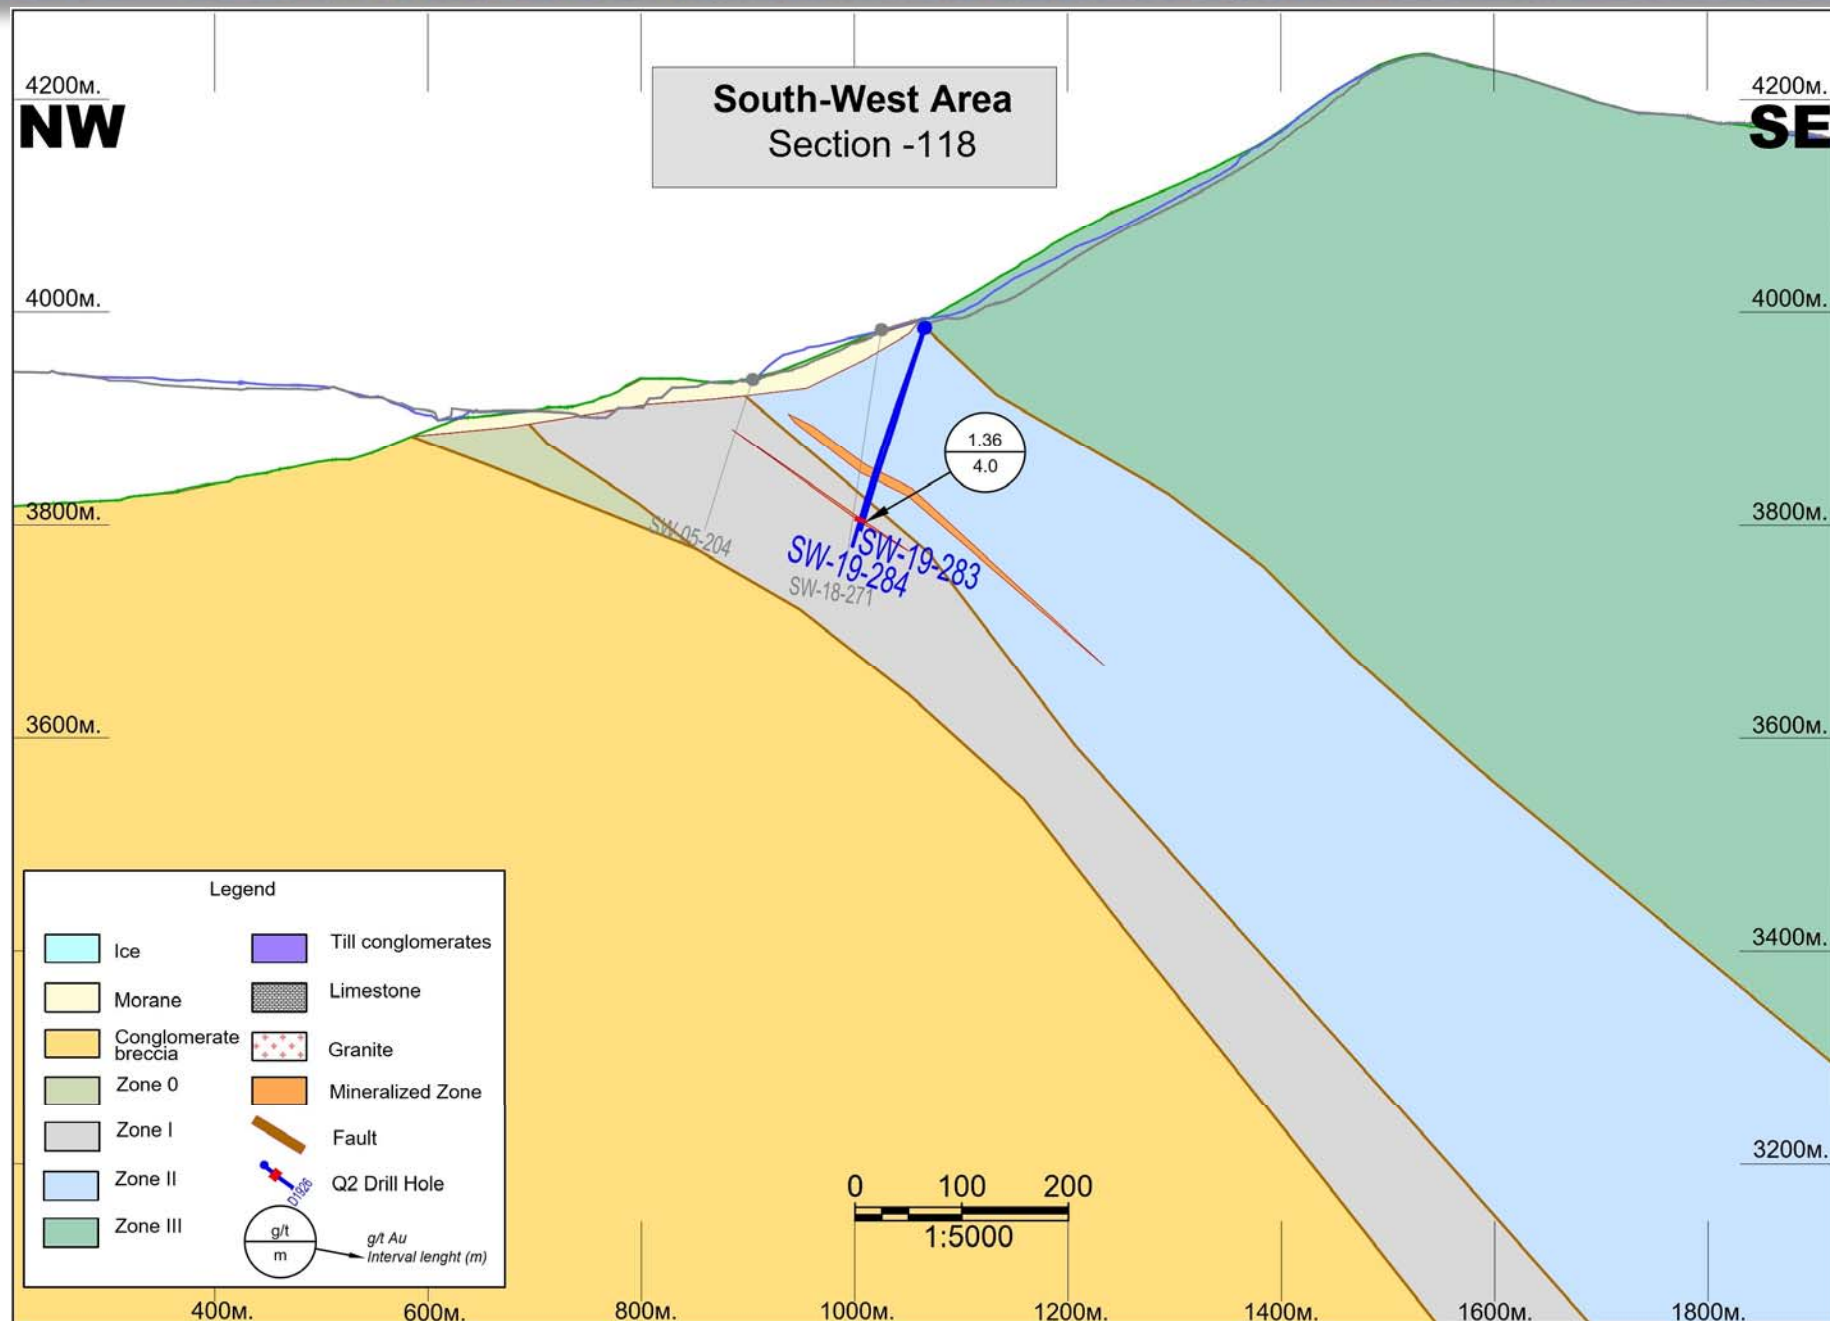 4200м.
4200м.
NW
SE
South-West Area
Section -118
4000м.
4000м.
1.36
4.0
3800м.
3800м.
SW-05-204
SW-19-283
SW-19-284
SW-18-271
3600м.
3600м.
3400м.
3200м.
Legend
Ice
Till conglomerates
Morane
Limestone
Conglomerate
breccia
Granite
Zone 0
Mineralized Zone
Zone I
Fault
Zone II
Q2 Drill Hole
D1926
Zone III
g/t
m
g/t Au
Interval lenght (m)
0 100 200
1:5000
400м. 600м. 800м. 1000м. 1200м. 1400м. 1600м. 1800м.